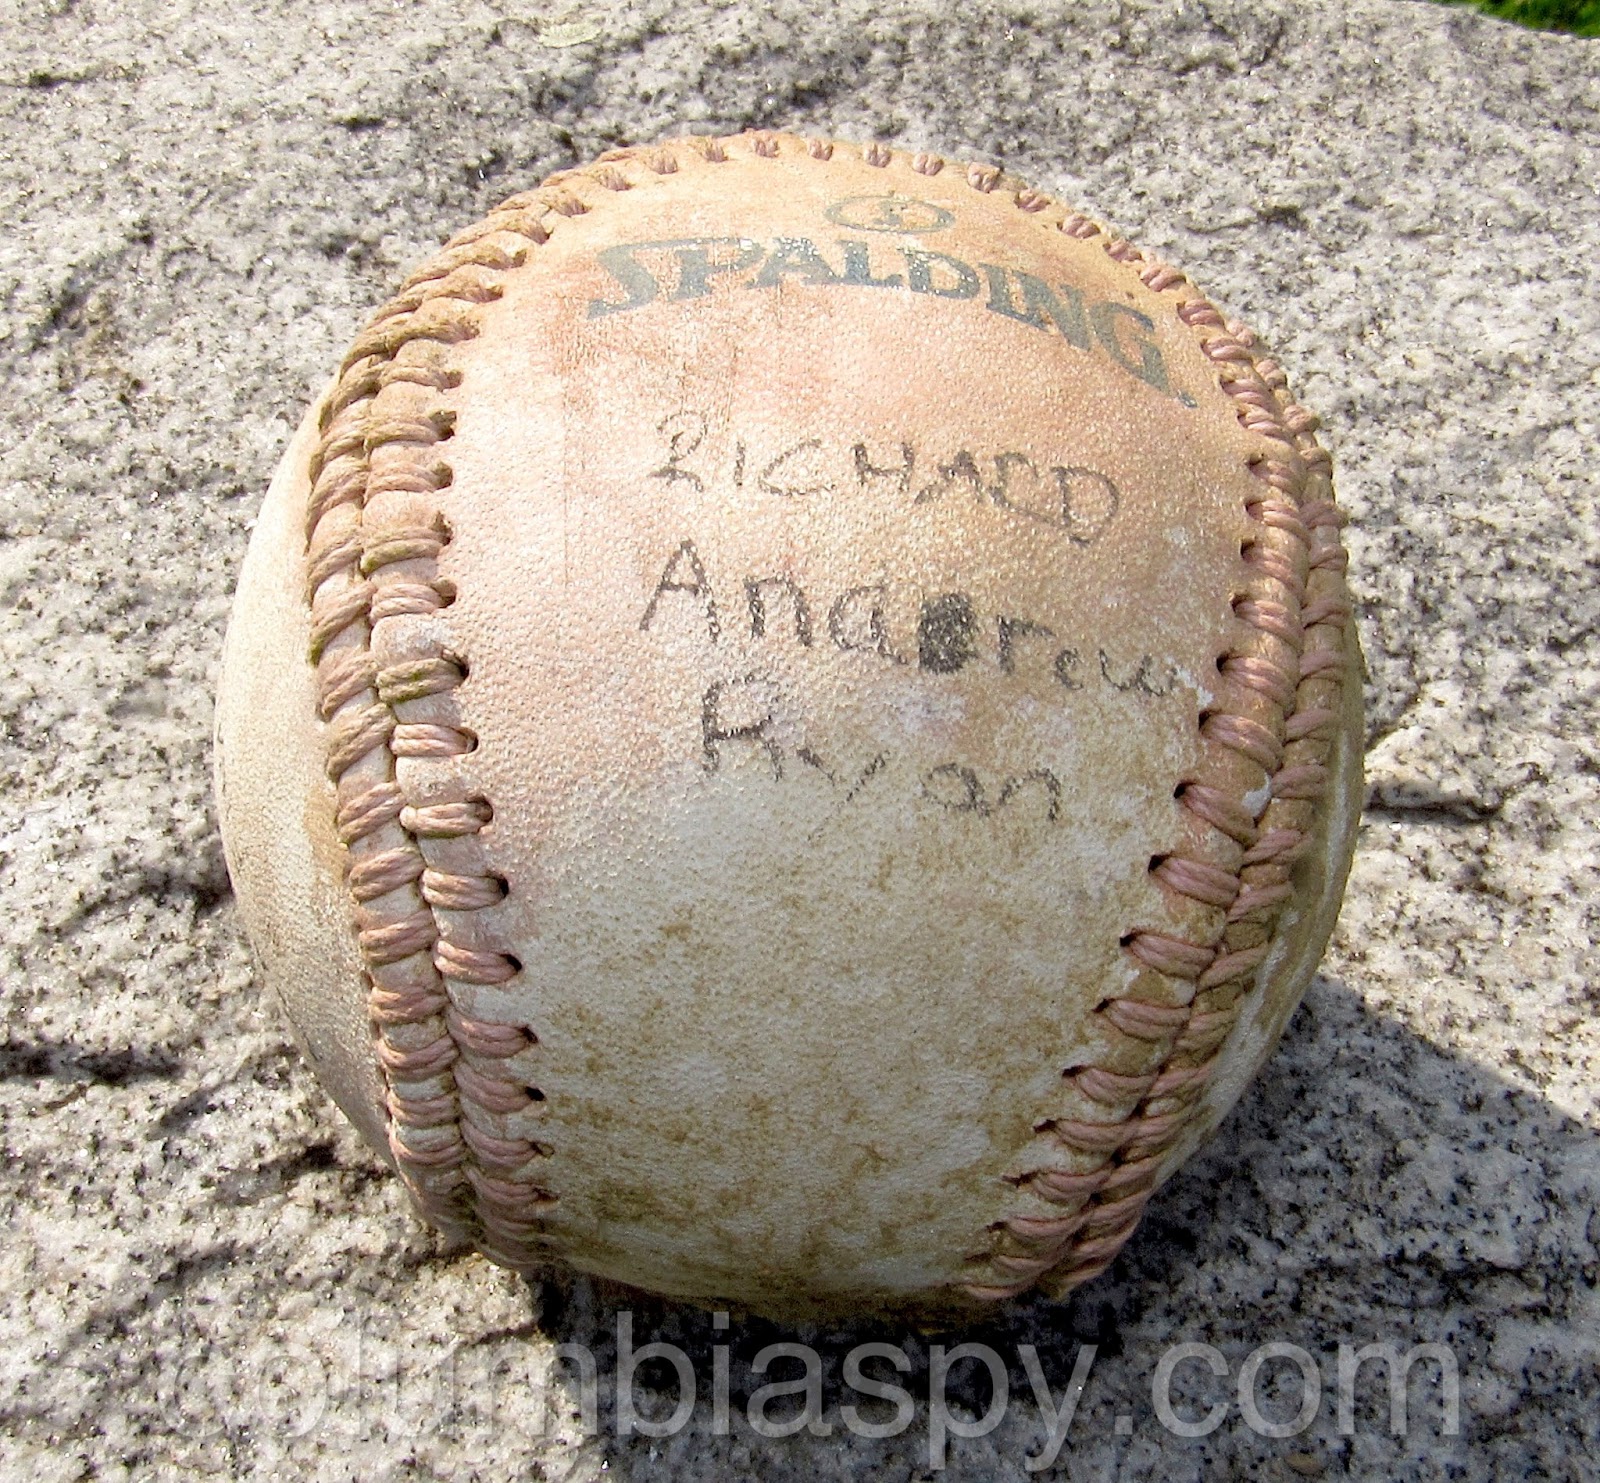 SPALDING
RICHARD
Andrew
Ryan
columbiaspy.com